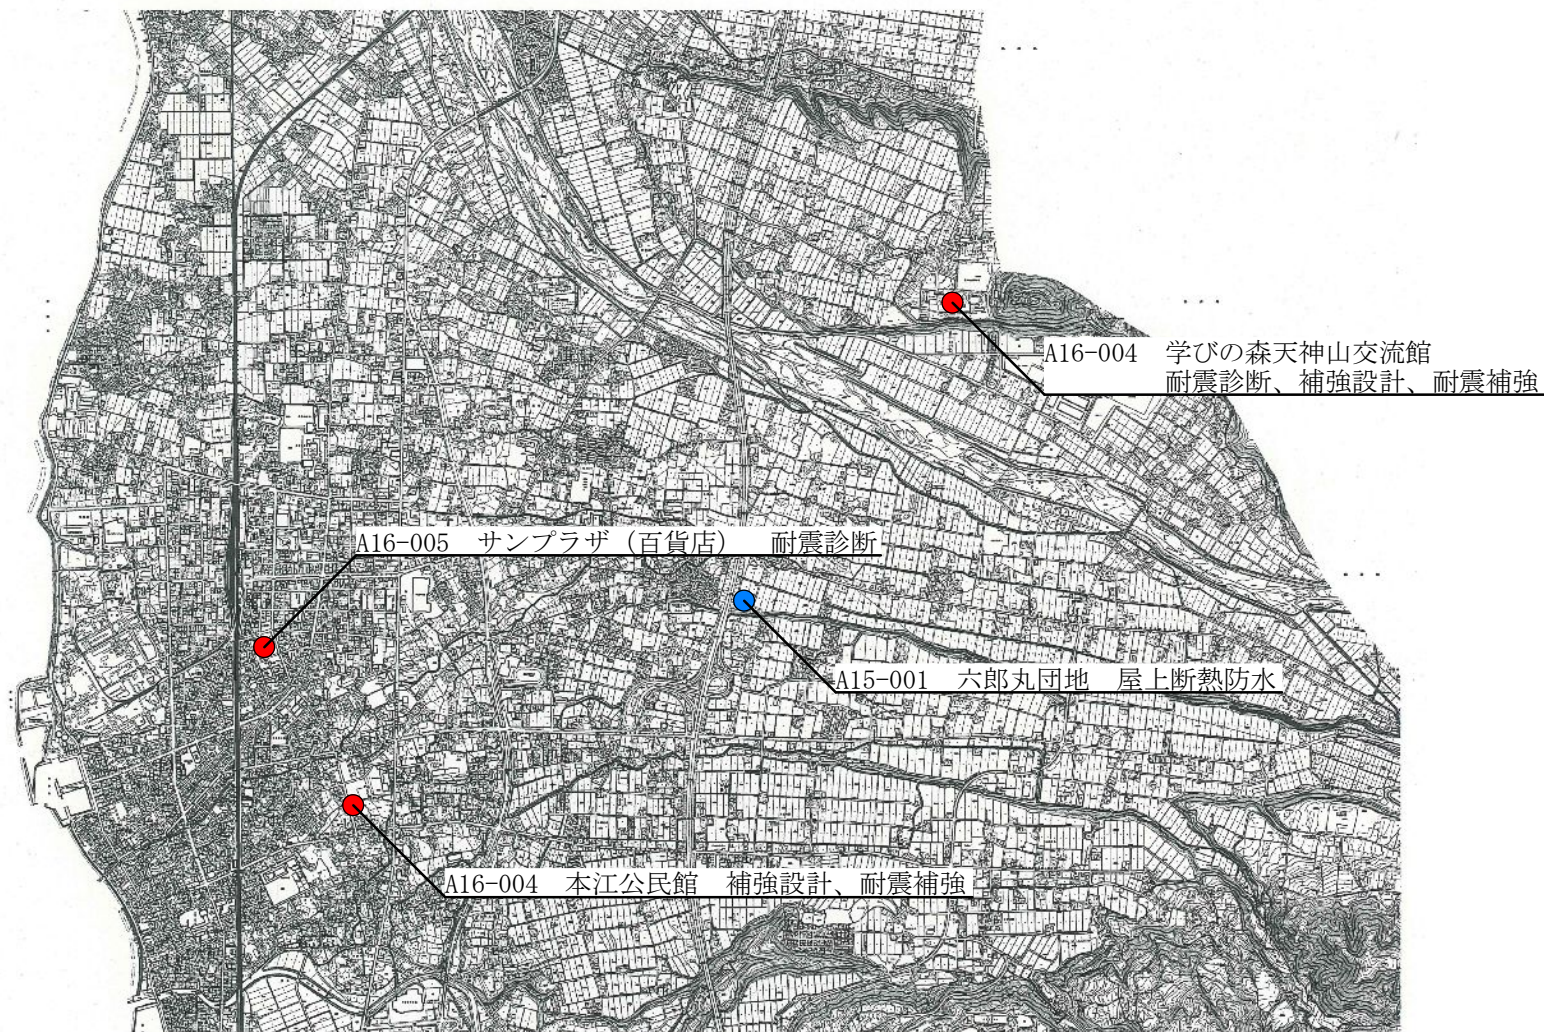 A16-004 学びの森天神山交流館
耐震診断、補強設計、耐震補強
A16-005 サンプラザ（百貨店） 耐震診断
A15-001 六郎丸団地 屋上断熱防水
A16-004 本江公民館 補強設計、耐震補強